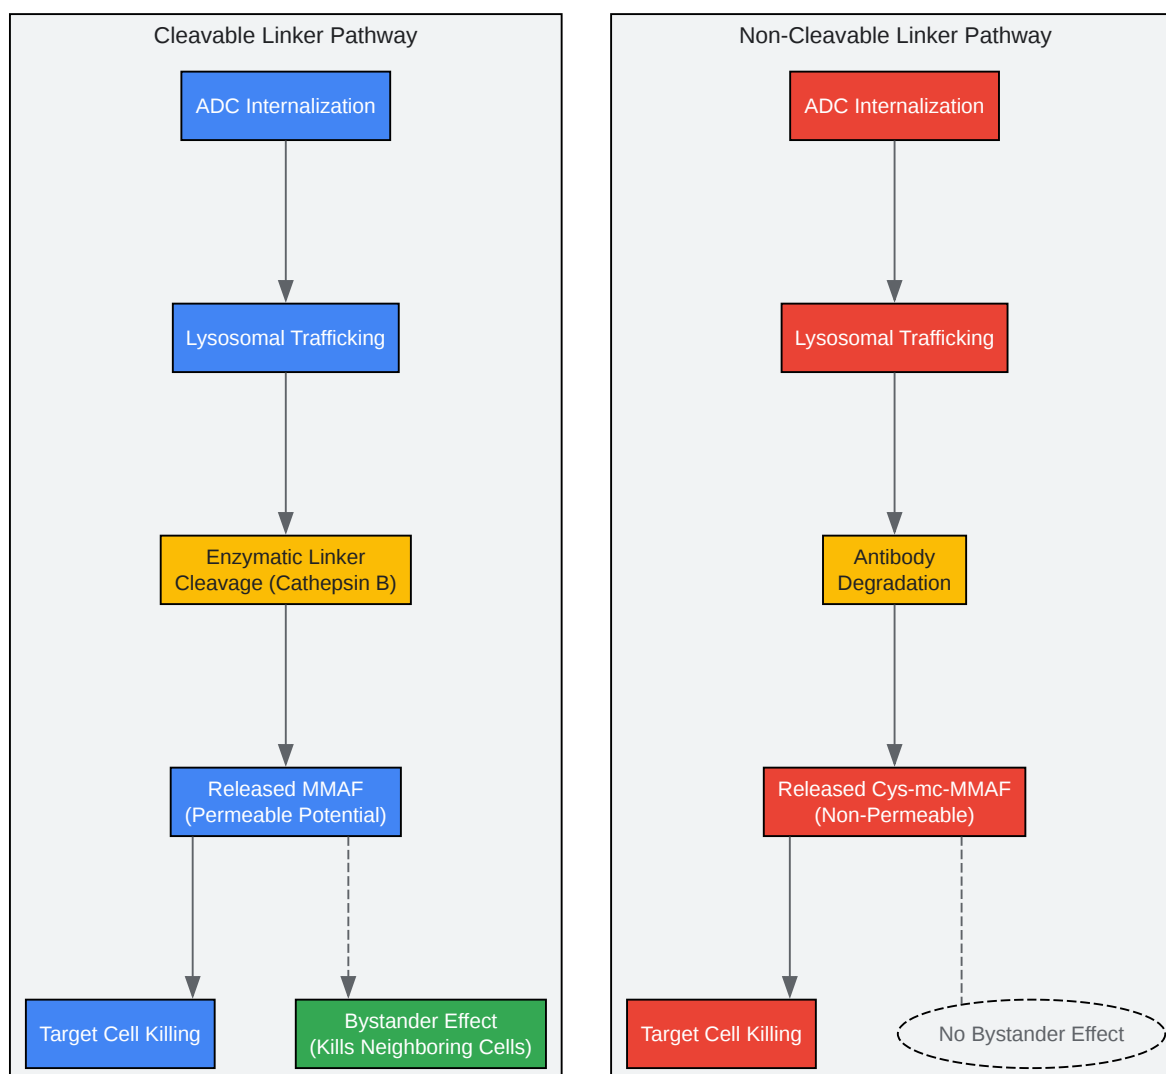 Cleavable Linker Pathway
ADC Internalization
Lysosomal Trafficking
Enzymatic Linker
Cleavage (Cathepsin B)
Released MMAF
(Permeable Potential)
Target Cell Killing
Bystander Effect
(Kills Neighboring Cells)
Non-Cleavable Linker Pathway
ADC Internalization
Lysosomal Trafficking
Antibody
Degradation
Released Cys-mc-MMAF
(Non-Permeable)
Target Cell Killing
No Bystander Effect